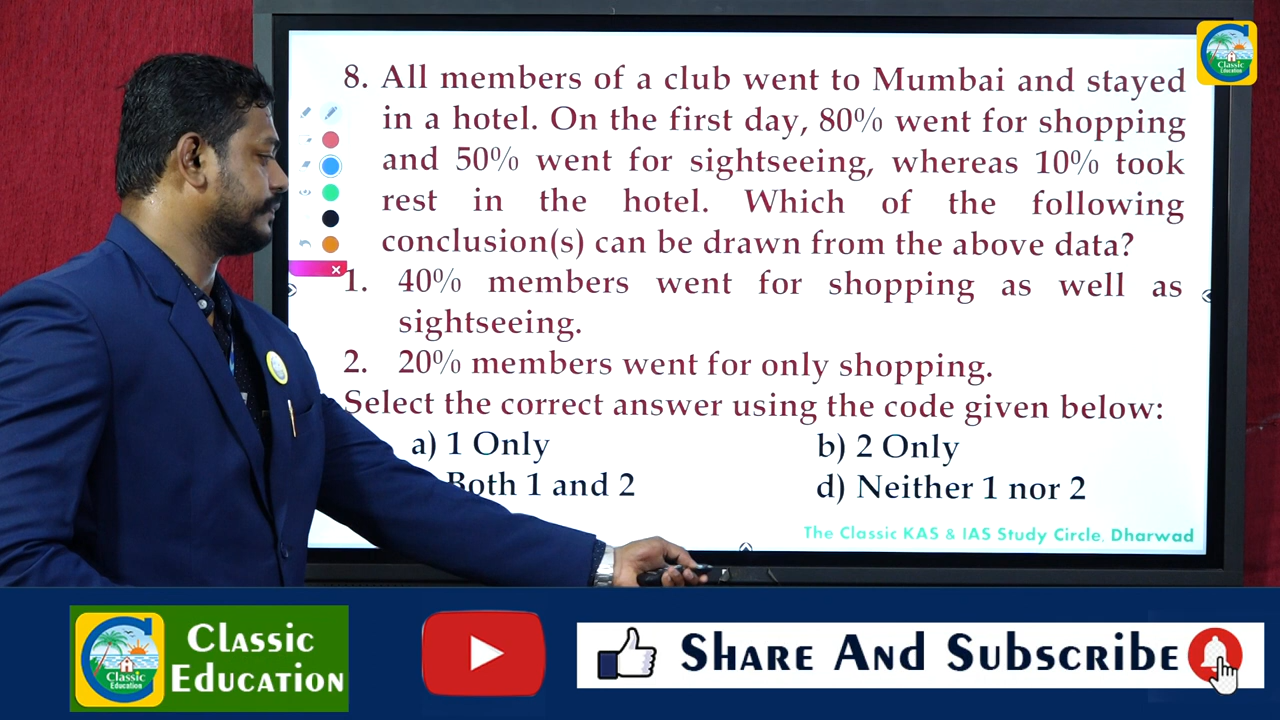 8. All members of a club went to Mumbai and stayed
in a hotel. On the first day, 80% went for shopping
and 50% went for sightseeing, whereas 10% took
rest in the hotel. Which of the following
conclusion(s) can be drawn from the above data?
1. 40% members went for shopping as well as
sightseeing.
2. 20% members went for only shopping.
Select the correct answer using the code given below:
a) 1 Only b) 2 Only
Both 1 and 2 d) Neither 1 nor 2
The Classic KAS & IAS Study Circle, Dharwad
Classic
Education
Classic
Education
Classic
Education
Share And Subscribe